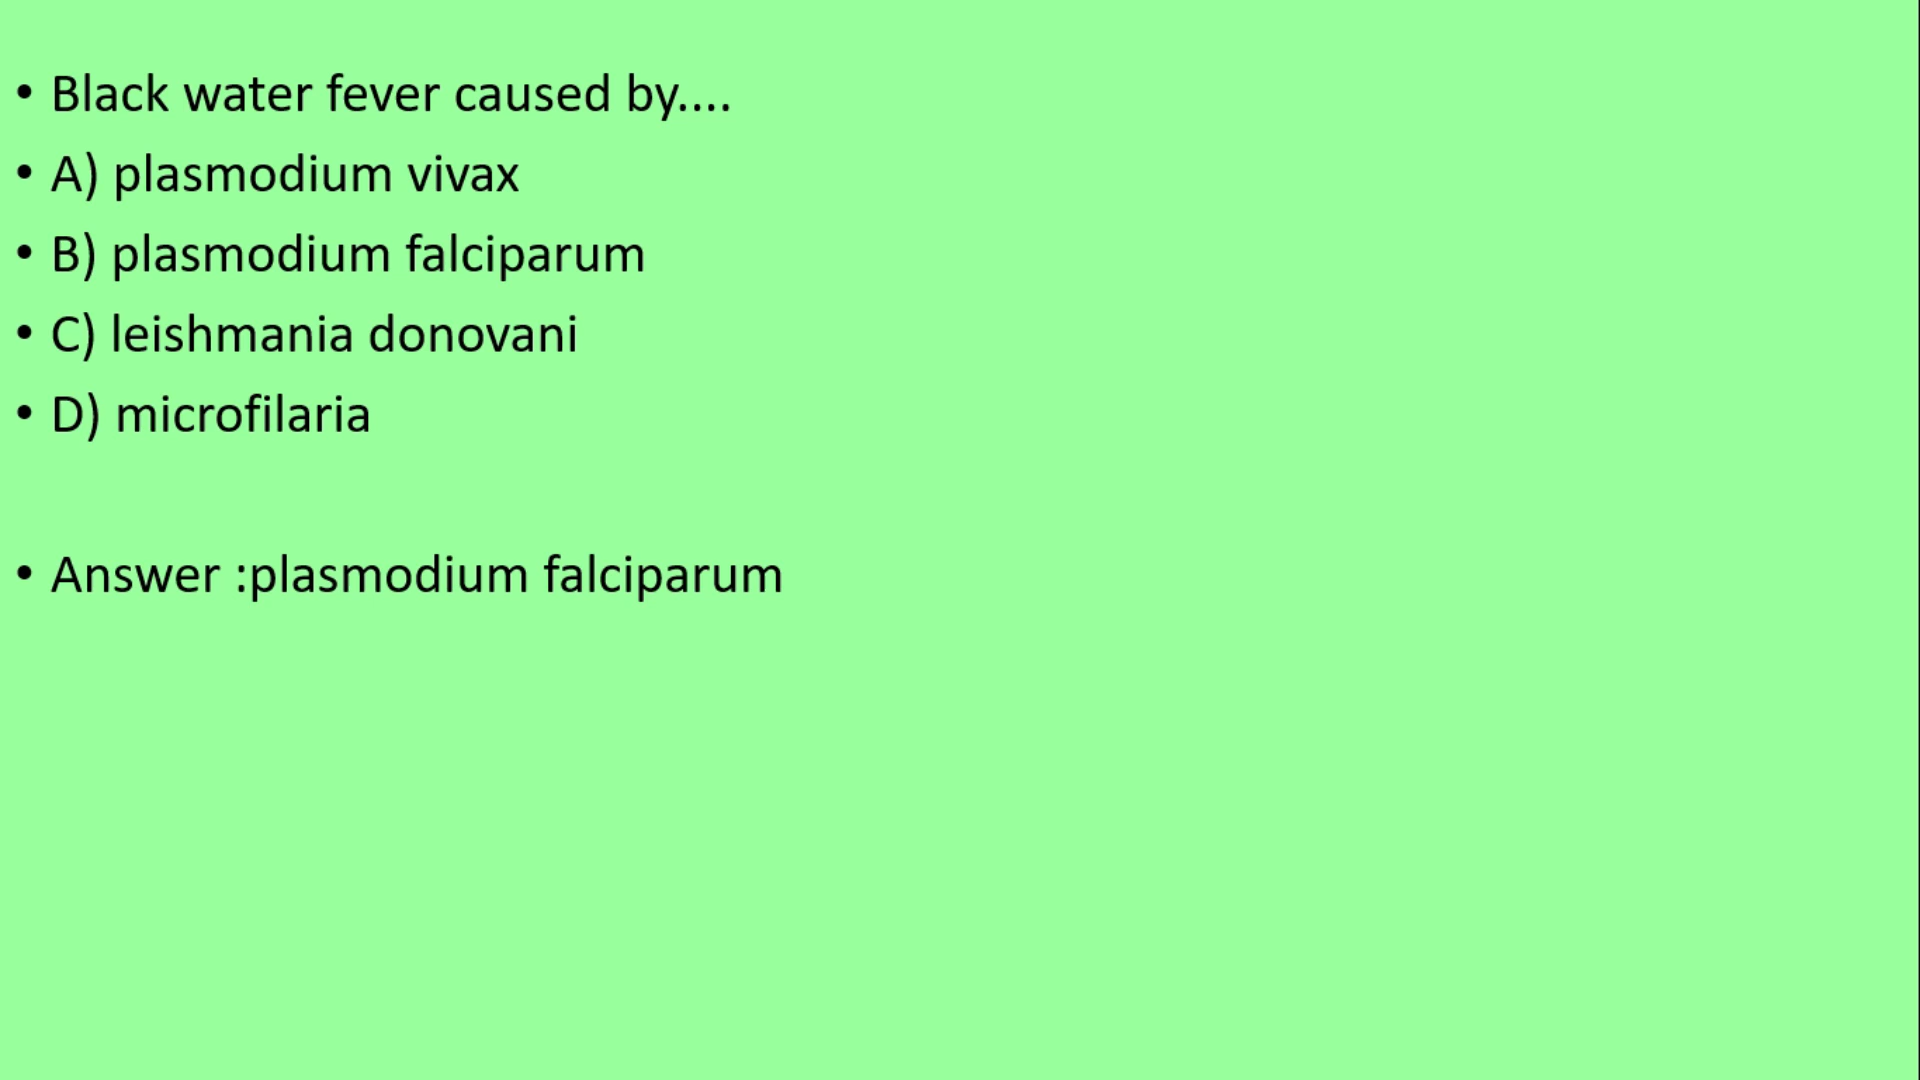 • Black water fever caused by....
• A) plasmodium vivax
• B) plasmodium falciparum
• C) leishmania donovani
• D) microfilaria
• Answer :plasmodium falciparum